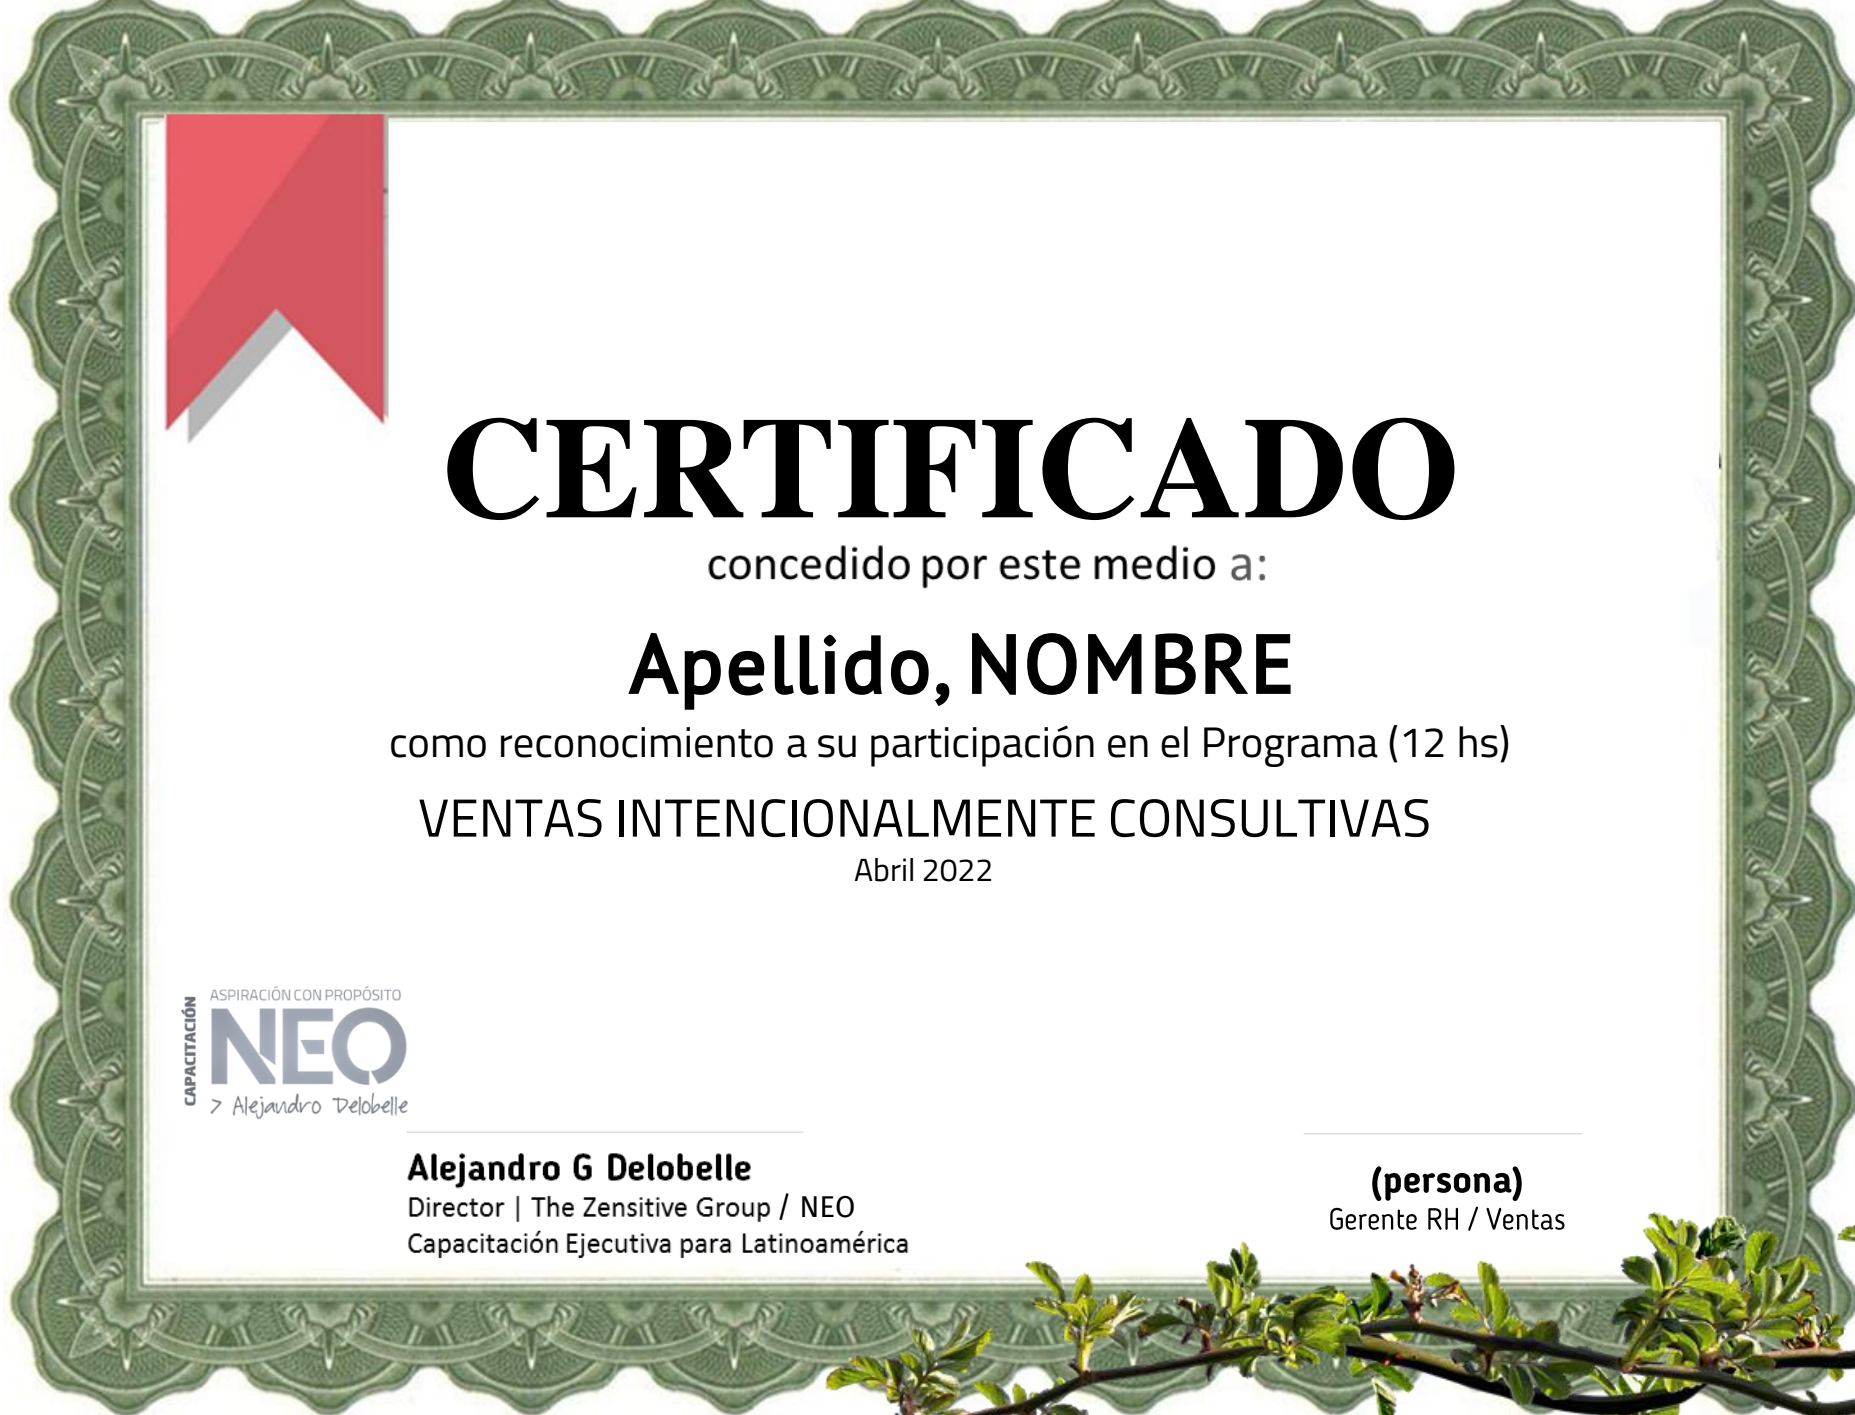 CERTIFICADO
concedido por este medio a:
Apellido, NOMBRE
como reconocimiento a su participación en el Programa (12 hs)
VENTAS INTENCIONALMENTE CONSULTIVAS
Abril 2022
CAPACITACIÓN
ASPIRACIÓN CON PROPÓSITO
NEO
> Alejandro Delobelle
Alejandro G Delobelle
Director | The Zensitive Group / NEO
Capacitación Ejecutiva para Latinoamérica
(persona)
Gerente RH / Ventas